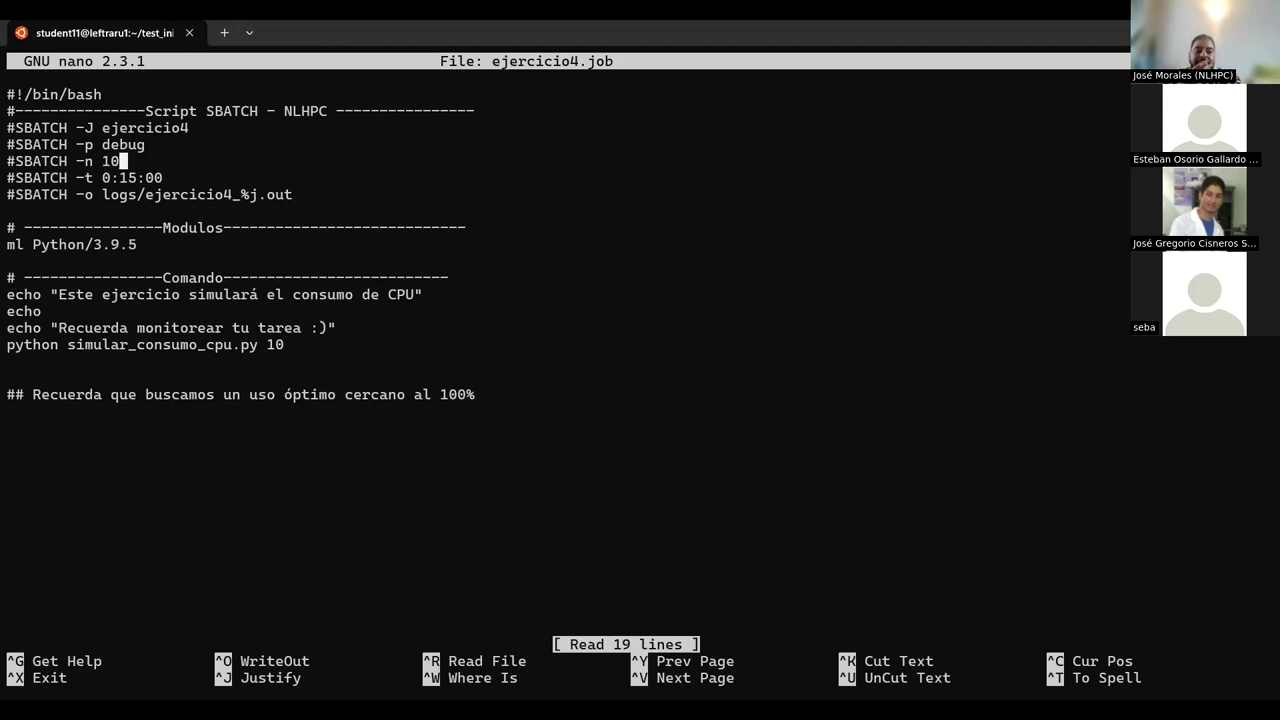 student11@leftraru1:~/test_ini
GNU nano 2.3.1 File: ejercicio4.job
#!/bin/bash
#---------------Script SBATCH - NLHPC ----------------
#SBATCH -J ejercicio4
#SBATCH -p debug
#SBATCH -n 10
#SBATCH -t 0:15:00
#SBATCH -o logs/ejercicio4_%j.out
# ----------------Modulos----------------------------
ml Python/3.9.5
# ----------------Comando--------------------------
echo "Este ejercicio simulará el consumo de CPU"
echo
echo "Recuerda monitorear tu tarea :)"
python simular_consumo_cpu.py 10
## Recuerda que buscamos un uso óptimo cercano al 100%
[ Read 19 lines ]
^G Get Help ^O WriteOut ^R Read File ^Y Prev Page ^K Cut Text ^C Cur Pos
^X Exit ^J Justify ^W Where Is ^V Next Page ^U UnCut Text ^T To Spell
José Morales (NLHPC)
Esteban Osorio Gallardo ...
José Gregorio Cisneros S...
seba